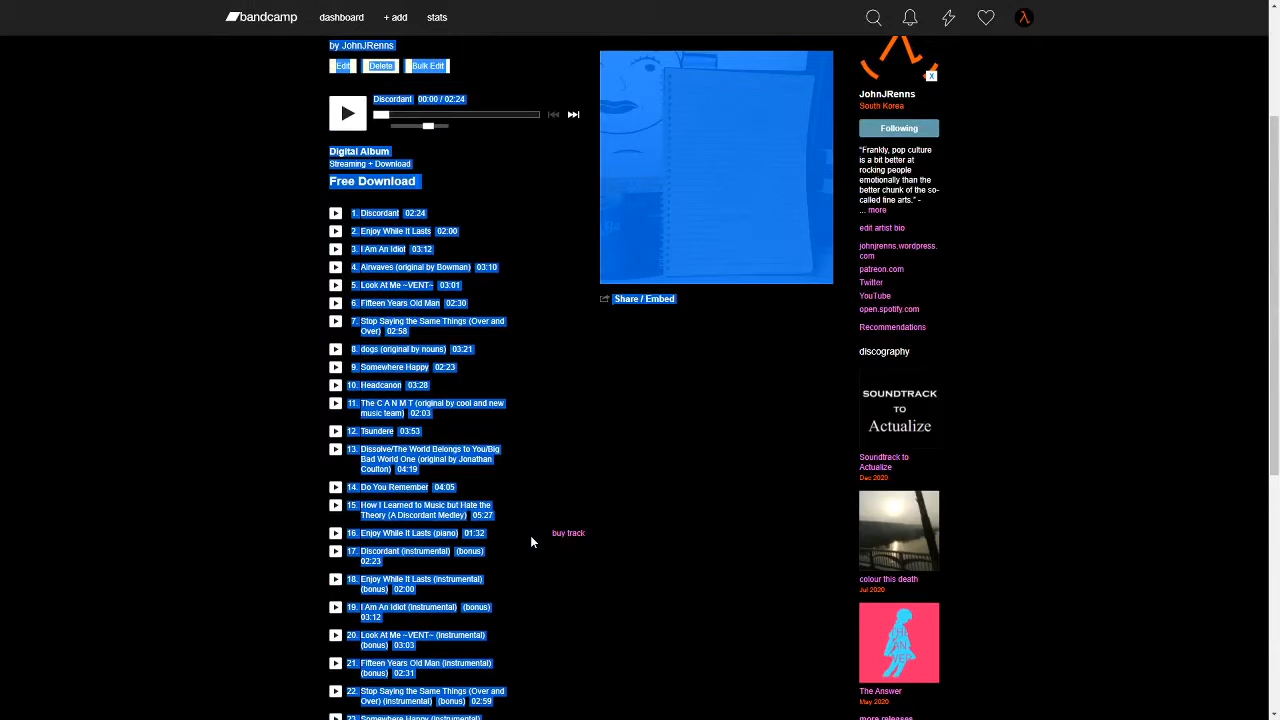 bandcamp dashboard + add stats
by JohnJRenns
Edit Delete Bulk Edit
Discordant 00:00 / 02:24
Digital Album
Streaming + Download
Free Download
1. Discordant 02:24
2. Enjoy While It Lasts 02:00
3. I Am An Idiot 03:12
4. Airwaves (original by Bowman) 03:10
5. Look At Me ~VENT~ 03:01
6. Fifteen Years Old Man 02:30
7. Stop Saying the Same Things (Over and
Over) 02:58
8. dogs (original by nouns) 03:21
9. Somewhere Happy 02:23
10. Headcanon 03:28
11. The C A N M T (original by cool and new
music team) 02:03
12. Tsundere 03:53
13. Dissolve/The World Belongs to You/Big
Bad World One (original by Jonathan
Coulton) 04:19
14. Do You Remember 04:05
15. How I Learned to Music but Hate the
Theory (A Discordant Medley) 05:27
16. Enjoy While It Lasts (piano) 01:32 buy track
17. Discordant (instrumental) (bonus)
02:23
18. Enjoy While It Lasts (instrumental)
(bonus) 02:00
19. I Am An Idiot (instrumental) (bonus)
03:12
20. Look At Me ~VENT~ (instrumental)
(bonus) 03:03
21. Fifteen Years Old Man (instrumental)
(bonus) 02:31
22. Stop Saying the Same Things (Over and
Over) (instrumental) (bonus) 02:59
23. Somewhere Happy (instrumental)
Share / Embed
X
JohnJRenns
South Korea
Following
"Frankly, pop culture
is a bit better at
rocking people
emotionally than the
better chunk of the so-
called fine arts." -
... more
edit artist bio
johnjrenns.wordpress.
com
patreon.com
Twitter
YouTube
open.spotify.com
Recommendations
discography
SOUNDTRACK
TO
Actualize
Soundtrack to
Actualize
Dec 2020
colour this death
Jul 2020
The Answer
May 2020
more releases